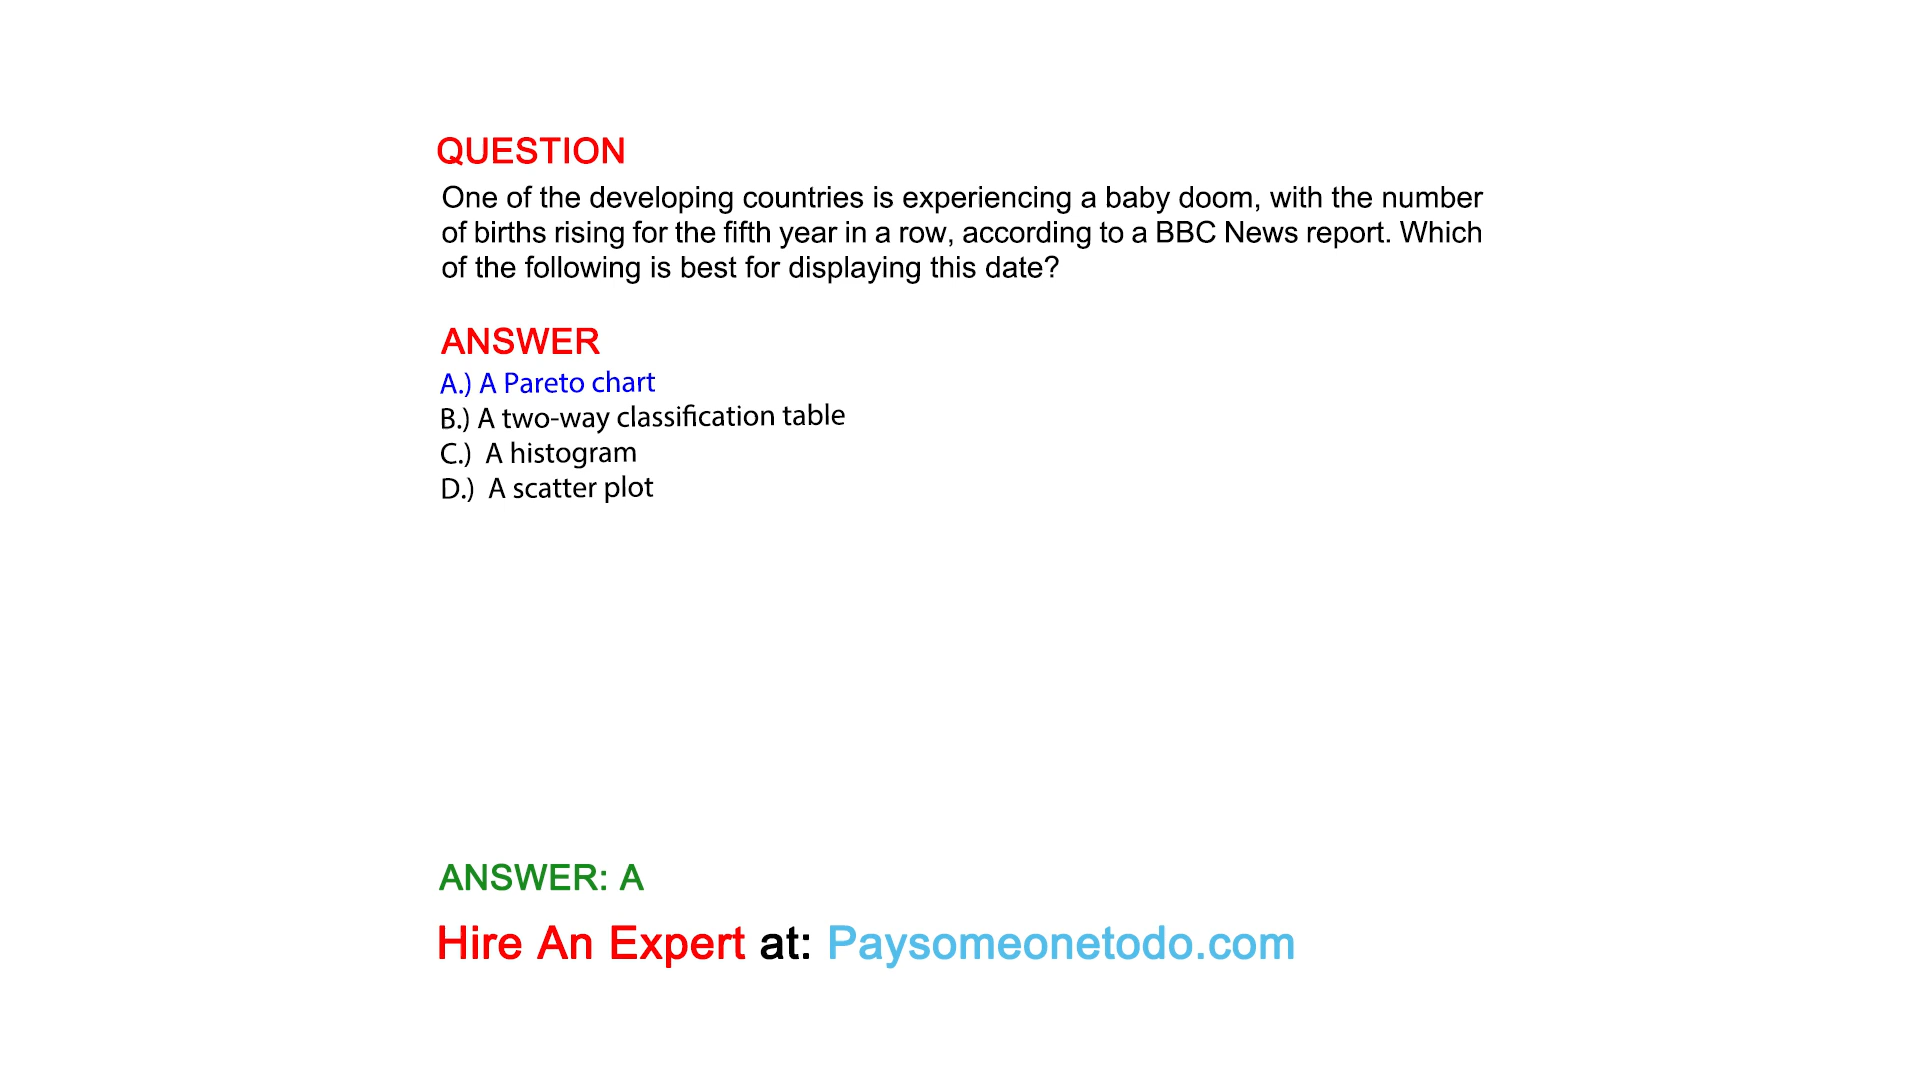 QUESTION
One of the developing countries is experiencing a baby doom, with the number
of births rising for the fifth year in a row, according to a BBC News report. Which
of the following is best for displaying this date?
ANSWER
A.) A Pareto chart
B.) A two-way classification table
C.) A histogram
D.) A scatter plot
ANSWER: A
Hire An Expert at: Paysomeonetodo.com